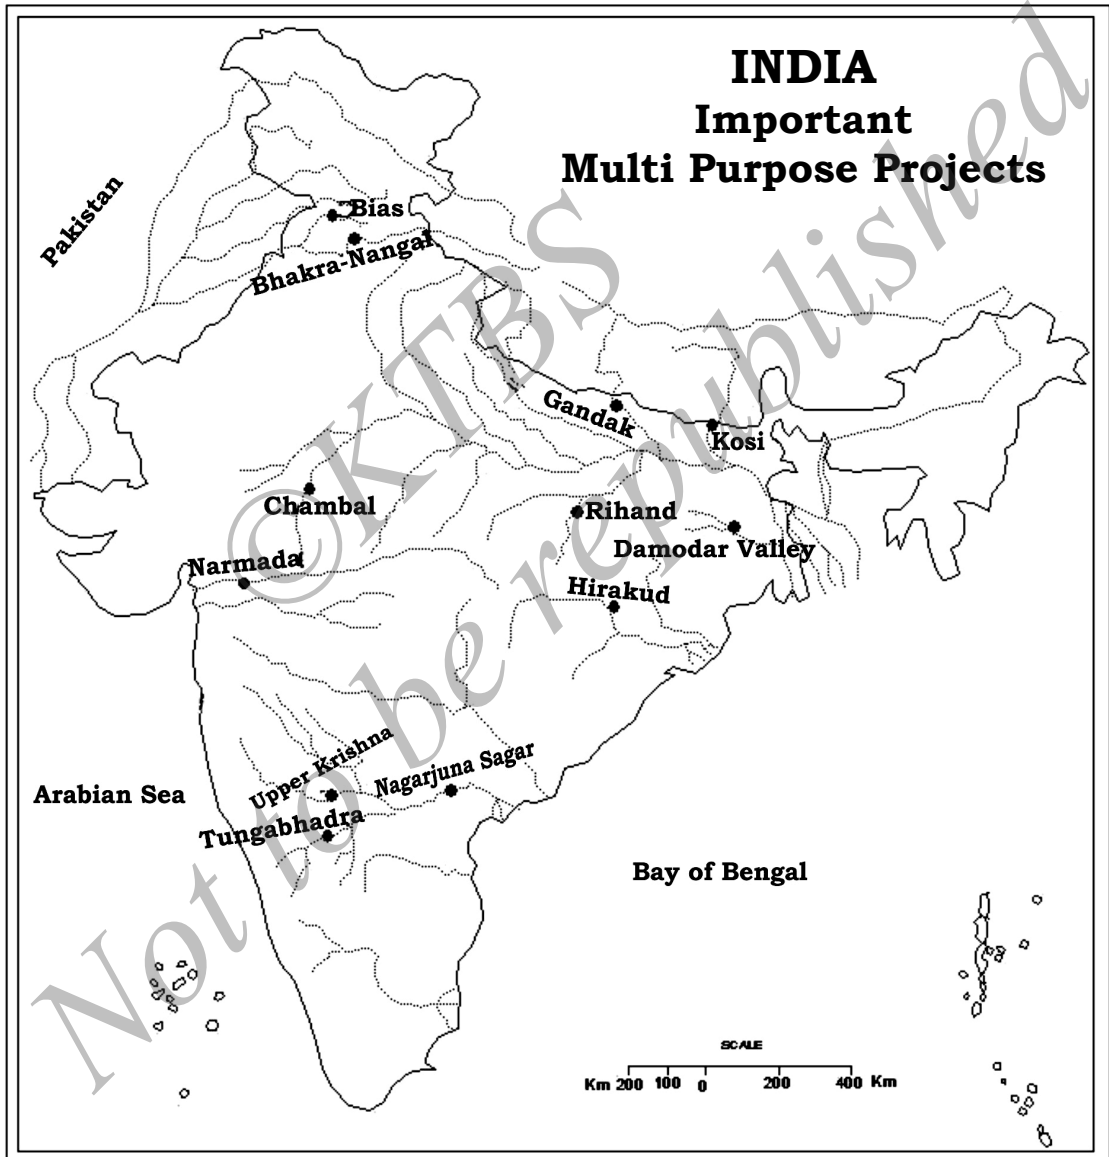 INDIA
Important
Multi Purpose Projects
Pakistan
Bias
Bhakra-Nangal
Gandak
Kosi
Chambal
Rihand
Damodar Valley
Narmada
Hirakud
Upper Krishna
Nagarjuna Sagar
Arabian Sea
Tungabhadra
Bay of Bengal
SCALE
Km 200 100 0 200 400 Km
©KTBS
Not to be republished